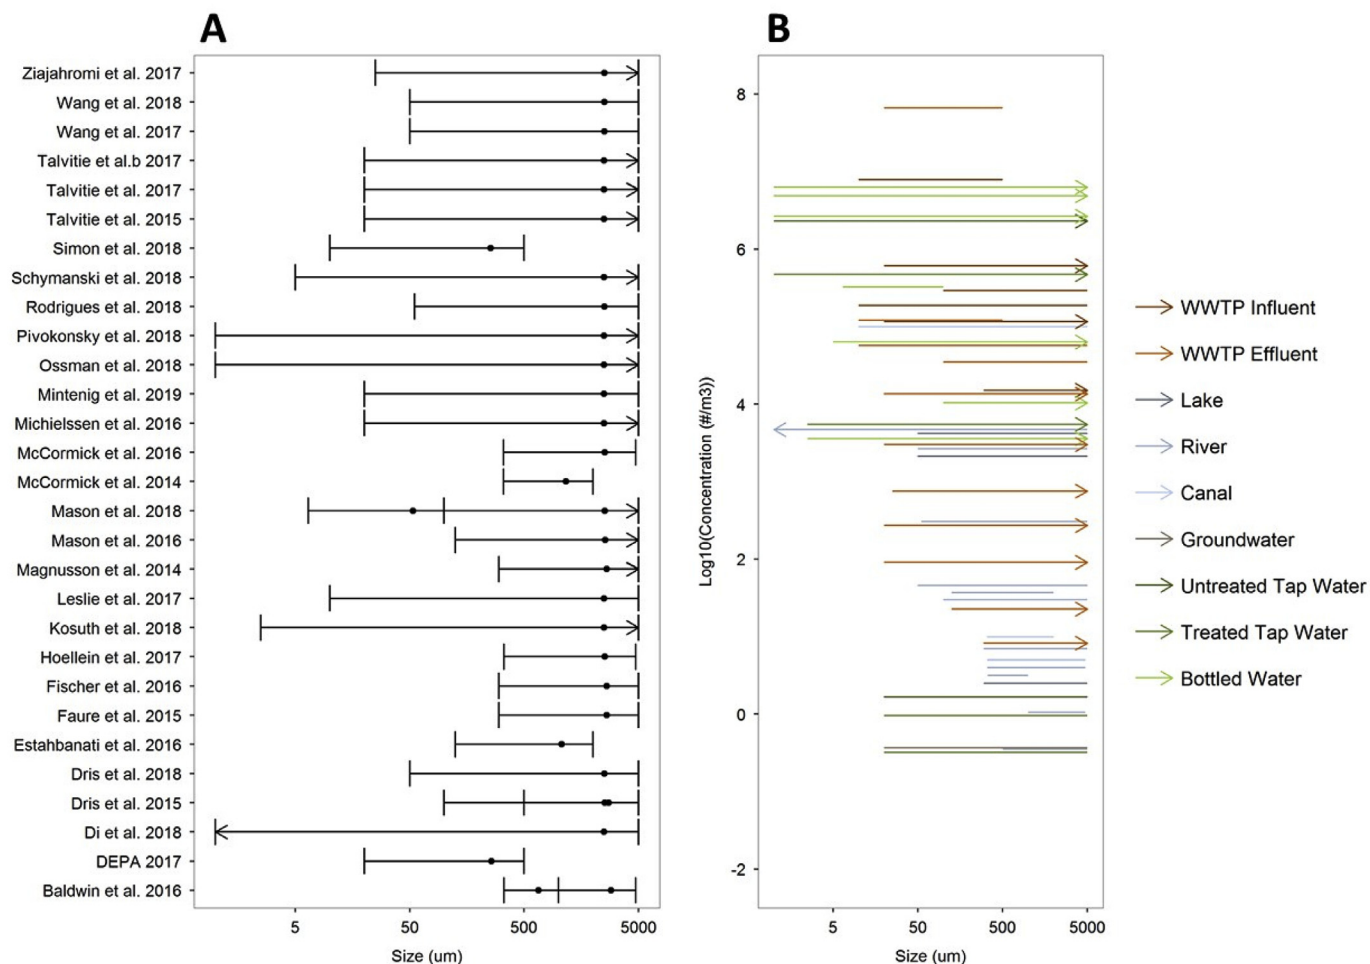 A
Ziajahromi et al. 2017
Wang et al. 2018
Wang et al. 2017
Talvitie et al.b 2017
Talvitie et al. 2017
Talvitie et al. 2015
Simon et al. 2018
Schymanski et al. 2018
Rodrigues et al. 2018
Pivokonsky et al. 2018
Ossman et al. 2018
Mintenig et al. 2019
Michielssen et al. 2016
McCormick et al. 2016
McCormick et al. 2014
Mason et al. 2018
Mason et al. 2016
Magnusson et al. 2014
Leslie et al. 2017
Kosuth et al. 2018
Hoellein et al. 2017
Fischer et al. 2016
Faure et al. 2015
Estahbanati et al. 2016
Dris et al. 2018
Dris et al. 2015
Di et al. 2018
DEPA 2017
Baldwin et al. 2016
5 50 500 5000
Size (um)
B
Log10(Concentration (#/m3))
8
6
4
2
0
-2
5 50 500 5000
Size (um)
WWTP Influent
WWTP Effluent
Lake
River
Canal
Groundwater
Untreated Tap Water
Treated Tap Water
Bottled Water